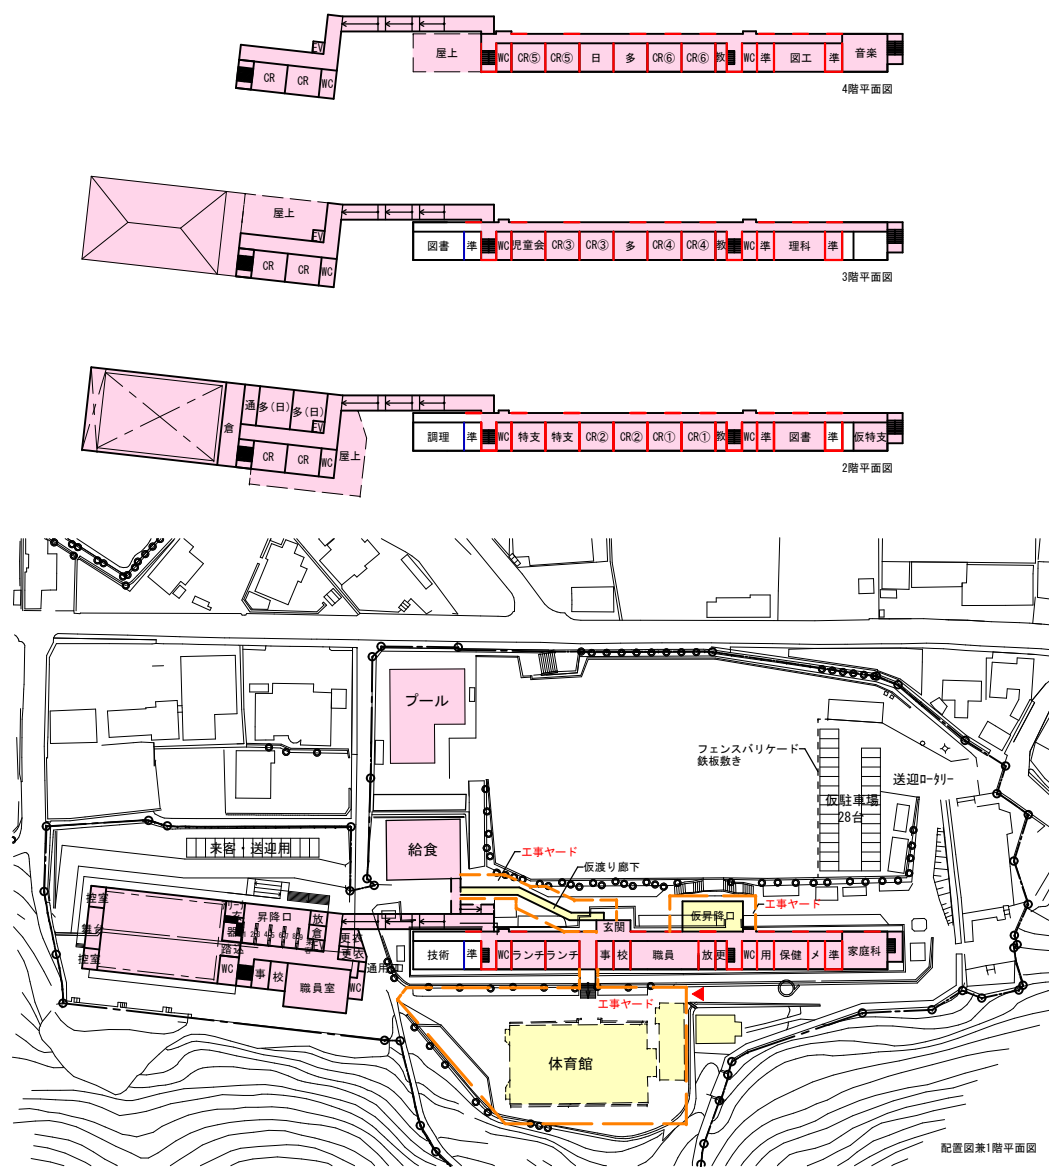 EV
屋上
WC
CR⑤
CR⑤
日
多
CR⑥
CR⑥
教
WC
準
図工
準
音楽
CR
CR
WC
4階平面図
屋上
EV
図書
準
WC
児童会
CR③
CR③
多
CR④
CR④
教
WC
準
理科
準
CR
CR
WC
3階平面図
通
多(日)
多(日)
EV
倉
調理
準
WC
特支
特支
CR②
CR②
CR①
CR①
教
WC
準
図書
準
仮特支
CR
CR
WC
屋上
2階平面図
プール
フェンスバリケード
鉄板敷き
送迎ロータリー
仮駐車場
28台
来客・送迎用
給食
工事ヤード
仮渡り廊下
控室
昇降口
放
倉
器
仮昇降口
工事ヤード
玄関
更衣
更衣
控室
WC
事
校
職員室
WC
通用口
技術
準
WC
ランチ
ランチ
事
校
職員
放
更
WC
用
保健
メ
準
家庭科
工事ヤード
体育館
配置図兼1階平面図